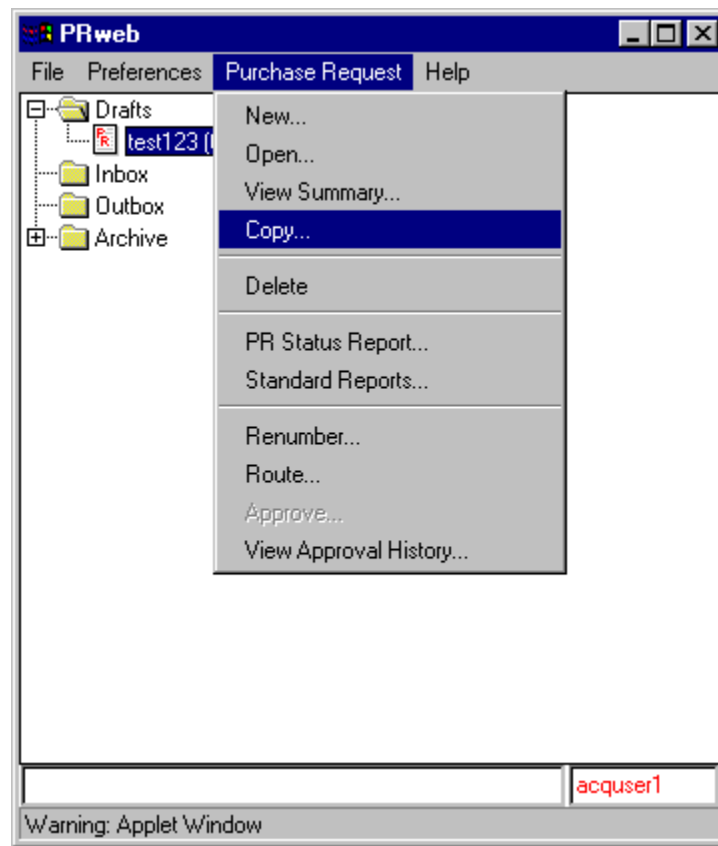 PRweb
File Preferences Purchase Request Help
Drafts
test123 (
Inbox
Outbox
Archive
New...
Open...
View Summary...
Copy...
Delete
PR Status Report...
Standard Reports...
Renumber...
Route...
Approve...
View Approval History...
acquser1
Warning: Applet Window